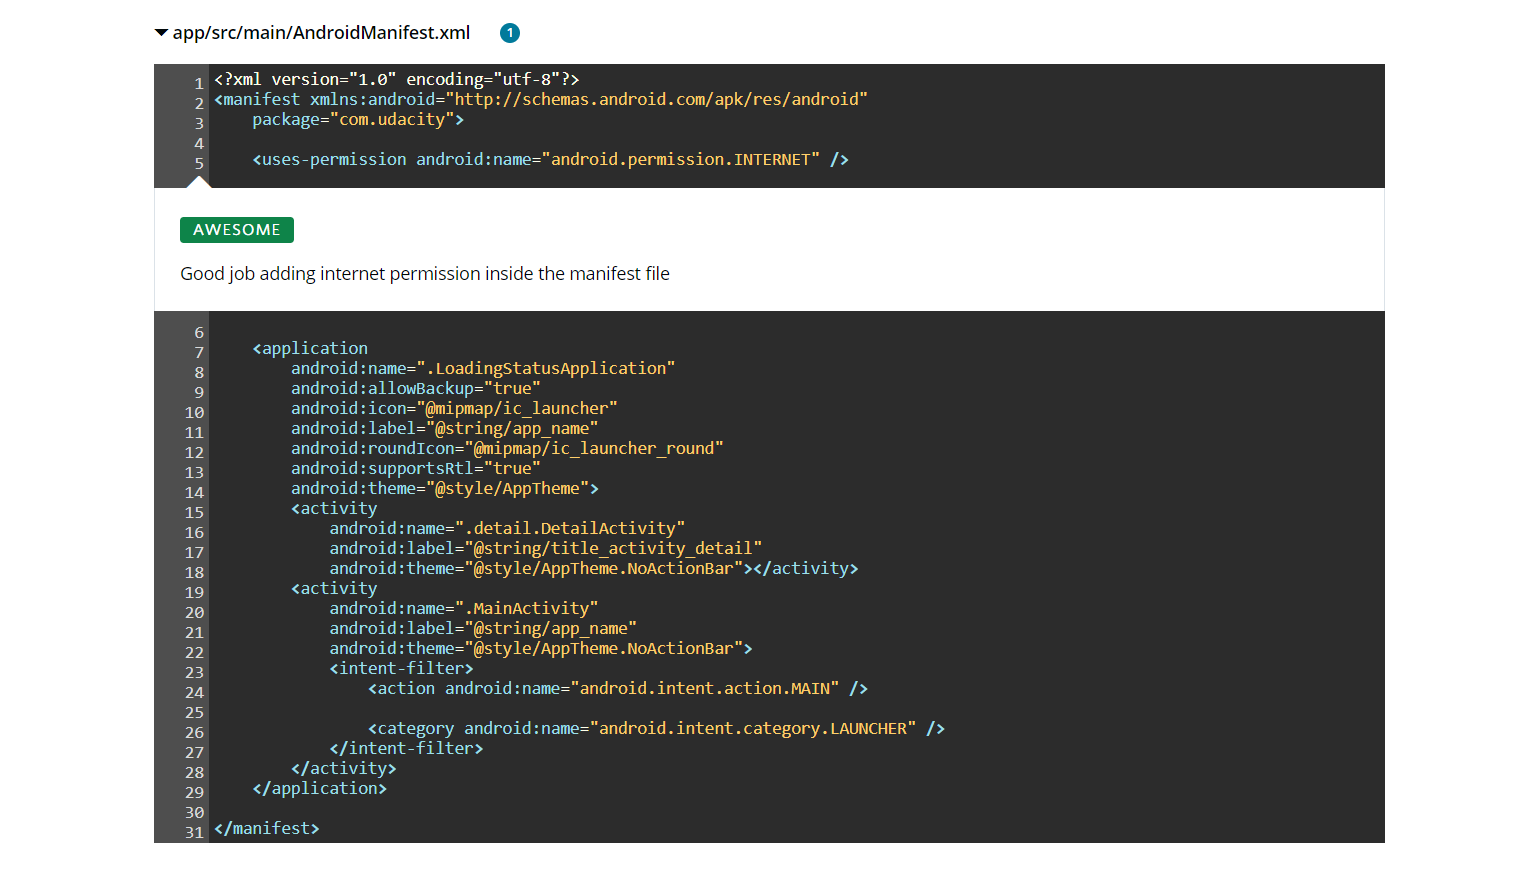 app/src/main/AndroidManifest.xml 1
1 <?xml version="1.0" encoding="utf-8"?>
2 <manifest xmlns:android="http://schemas.android.com/apk/res/android"
3     package="com.udacity">
4
5     <uses-permission android:name="android.permission.INTERNET" />
AWESOME
Good job adding internet permission inside the manifest file
6
7     <application
8         android:name=".LoadingStatusApplication"
9         android:allowBackup="true"
10         android:icon="@mipmap/ic_launcher"
11         android:label="@string/app_name"
12         android:roundIcon="@mipmap/ic_launcher_round"
13         android:supportsRtl="true"
14         android:theme="@style/AppTheme">
15         <activity
16             android:name=".detail.DetailActivity"
17             android:label="@string/title_activity_detail"
18             android:theme="@style/AppTheme.NoActionBar"></activity>
19         <activity
20             android:name=".MainActivity"
21             android:label="@string/app_name"
22             android:theme="@style/AppTheme.NoActionBar">
23             <intent-filter>
24                 <action android:name="android.intent.action.MAIN" />
25
26                 <category android:name="android.intent.category.LAUNCHER" />
27             </intent-filter>
28         </activity>
29     </application>
30
31 </manifest>